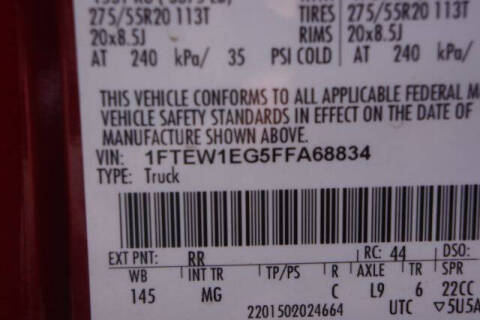 TIRES
275/55R20 113T 275/55R20 113T
20x8.5J RIMS 20x8.5J
AT 240 kPa/ 35 PSI COLD AT 240 kPa/
THIS VEHICLE CONFORMS TO ALL APPLICABLE FEDERAL
VEHICLE SAFETY STANDARDS IN EFFECT ON THE DATE OF
MANUFACTURE SHOWN ABOVE.
VIN: 1FTEW1EG5FFA68834
TYPE: Truck
EXT PNT: RR RC: 44 DSO:
WB INT TR TP/PS R AXLE TR SPR
145 MG C L9 6 22CC
2201502024664 UTC ▽5U5A